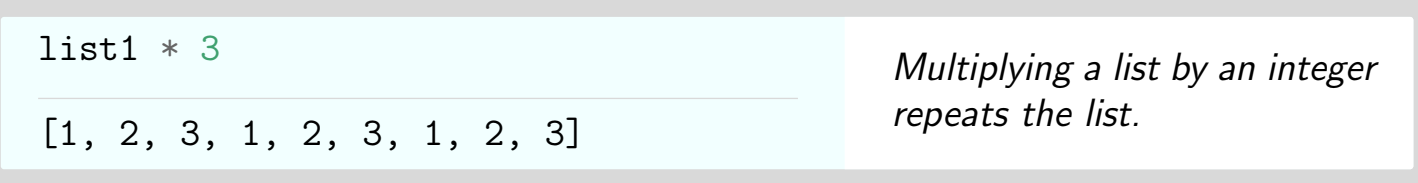 list1 * 3
[1, 2, 3, 1, 2, 3, 1, 2, 3]
Multiplying a list by an integer
repeats the list.